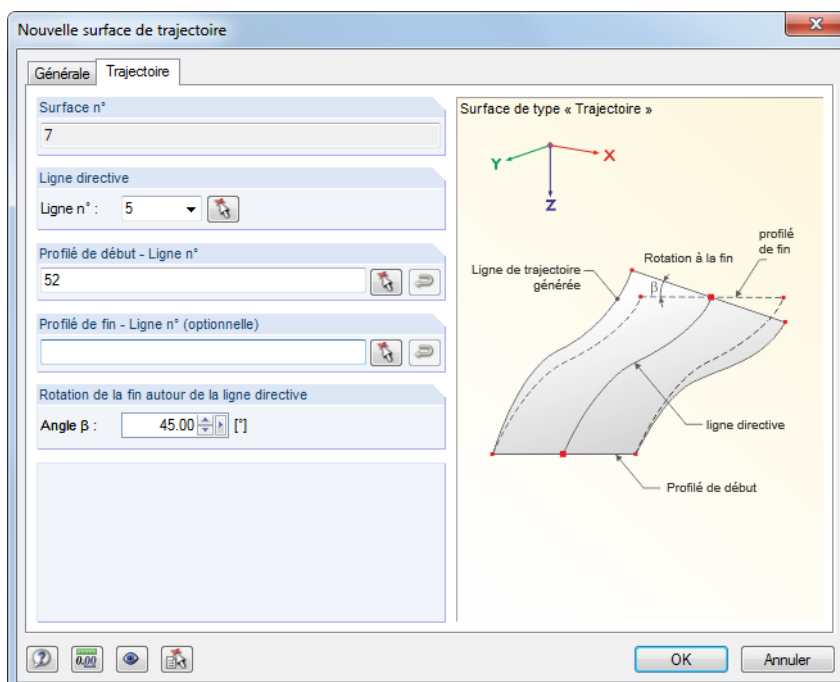 Nouvelle surface de trajectoire
Générale
Trajectoire
Surface n°
7
Ligne directive
Ligne n° :
5
Profilé de début - Ligne n°
52
Profilé de fin - Ligne n° (optionnelle)
Rotation de la fin autour de la ligne directive
Angle β :
45.00
[°]
Surface de type « Trajectoire »
Y
X
Z
profilé
de fin
Rotation à la fin
Ligne de trajectoire
générée
β
ligne directive
Profilé de début
0.00
OK
Annuler